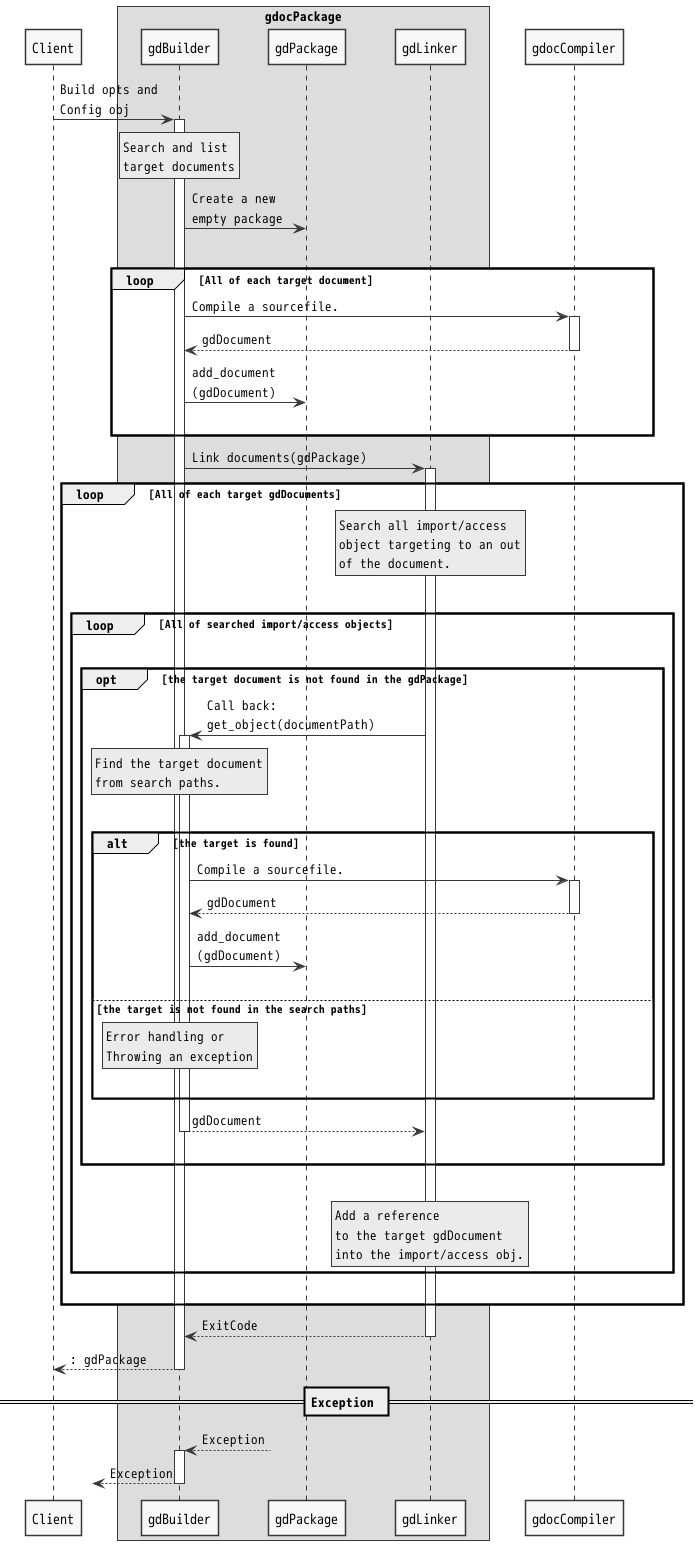 gdocPackage
Client
gdBuilder
gdPackage
gdLinker
gdocCompiler
Build opts and
Config obj
Search and list
target documents
Create a new
empty package
loop
[All of each target document]
Compile a sourcefile.
gdDocument
add_document
(gdDocument)
Link documents(gdPackage)
loop
[All of each target gdDocuments]
Search all import/access
object targeting to an out
of the document.
loop
[All of searched import/access objects]
opt
[the target document is not found in the gdPackage]
Call back:
get_object(documentPath)
Find the target document
from search paths.
alt
[the target is found]
Compile a sourcefile.
gdDocument
add_document
(gdDocument)
[the target is not found in the search paths]
Error handling or
Throwing an exception
gdDocument
Add a reference
to the target gdDocument
into the import/access obj.
ExitCode
: gdPackage
Exception
Exception
Exception
Client
gdBuilder
gdPackage
gdLinker
gdocCompiler